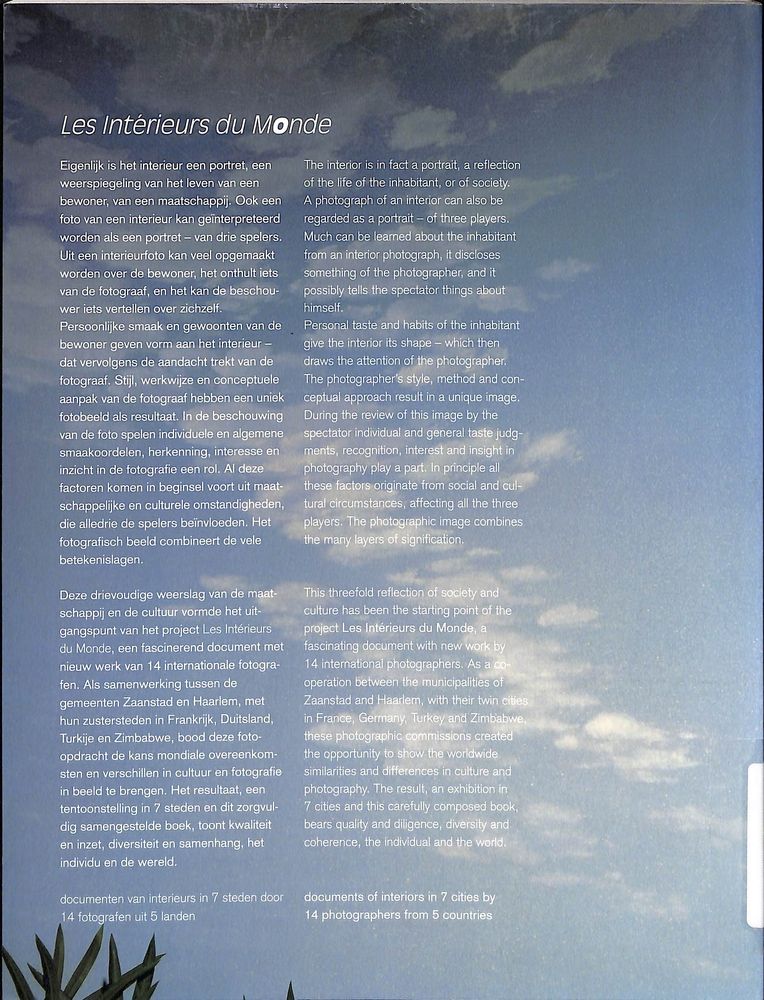 Les Intérieurs du Monde
Eigenlijk is het interieur een portret, een
weerspiegeling van het leven van een
bewoner, van een maatschappij. Ook een
foto van een interieur kan geïnterpreteerd
worden als een portret – van drie spelers.
Uit een interieurfoto kan veel opgemaakt
worden over de bewoner, het onthult iets
van de fotograaf, en het kan de beschou-
wer iets vertellen over zichzelf.
Persoonlijke smaak en gewoonten van de
bewoner geven vorm aan het interieur –
dat vervolgens de aandacht trekt van de
fotograaf. Stijl, werkwijze en conceptuele
aanpak van de fotograaf hebben een uniek
fotobeeld als resultaat. In de beschouwing
van de foto spelen individuele en algemene
smaakoordelen, herkenning, interesse en
inzicht in de fotografie een rol. Al deze
factoren komen in beginsel voort uit maat-
schappelijke en culturele omstandigheden,
die alledrie de spelers beïnvloeden. Het
fotografisch beeld combineert de vele
betekenislagen.
Deze drievoudige weerslag van de maat-
schappij en de cultuur vormde het uit-
gangspunt van het project Les Intérieurs
du Monde, een fascinerend document met
nieuw werk van 14 internationale fotogra-
fen. Als samenwerking tussen de
gemeenten Zaanstad en Haarlem, met
hun zustersteden in Frankrijk, Duitsland,
Turkije en Zimbabwe, bood deze foto-
opdracht de kans mondiale overeenkom-
sten en verschillen in cultuur en fotografie
in beeld te brengen. Het resultaat, een
tentoonstelling in 7 steden en dit zorgvul-
dig samengestelde boek, toont kwaliteit
en inzet, diversiteit en samenhang, het
individu en de wereld.
documenten van interieurs in 7 steden door
14 fotografen uit 5 landen
The interior is in fact a portrait, a reflection
of the life of the inhabitant, or of society.
A photograph of an interior can also be
regarded as a portrait – of three players.
Much can be learned about the inhabitant
from an interior photograph, it discloses
something of the photographer, and it
possibly tells the spectator things about
himself.
Personal taste and habits of the inhabitant
give the interior its shape – which then
draws the attention of the photographer.
The photographer's style, method and con-
ceptual approach result in a unique image.
During the review of this image by the
spectator individual and general taste judg-
ments, recognition, interest and insight in
photography play a part. In principle all
these factors originate from social and cul-
tural circumstances, affecting all the three
players. The photographic image combines
the many layers of signification.
This threefold reflection of society and
culture has been the starting point of the
project Les Intérieurs du Monde, a
fascinating document with new work by
14 international photographers. As a co-
operation between the municipalities of
Zaanstad and Haarlem, with their twin cities
in France, Germany, Turkey and Zimbabwe,
these photographic commissions created
the opportunity to show the worldwide
similarities and differences in culture and
photography. The result, an exhibition in
7 cities and this carefully composed book,
bears quality and diligence, diversity and
coherence, the individual and the world.
documents of interiors in 7 cities by
14 photographers from 5 countries